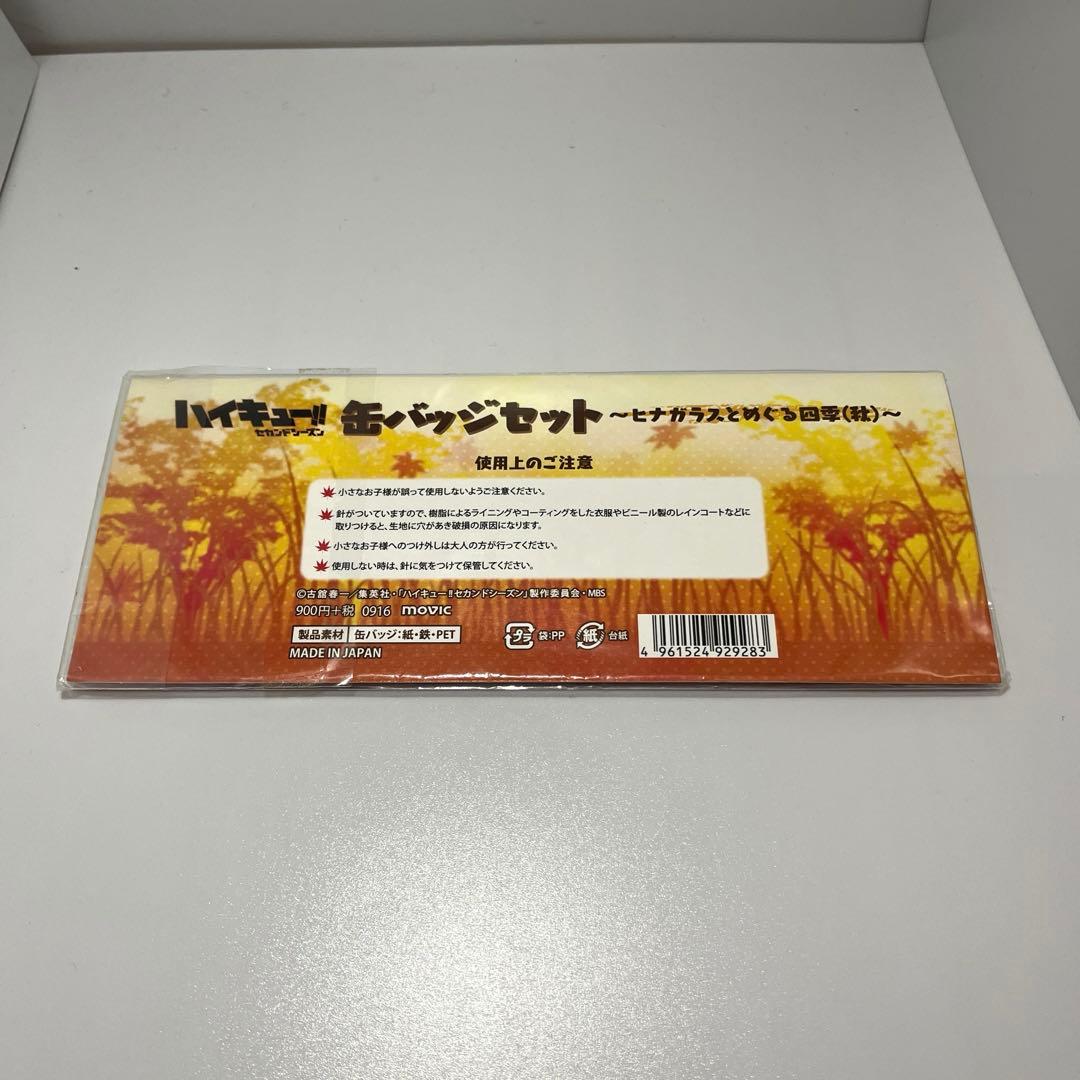 ハイキュー!! セカンドシーズン 缶バッジセット ～ヒナガラスとめぐる四季(秋)～
使用上のご注意
小さなお子様が誤って使用しないようご注意ください。
針がついていますので、樹脂によるライニングやコーティングをした衣服やビニール製のレインコートなどに
取りつけると、生地に穴があき破損の原因になります。
小さなお子様へのつけ外しは大人の方が行ってください。
使用しない時は、針に気をつけて保管してください。
©古舘春一／集英社・「ハイキュー!!セカンドシーズン」製作委員会・MBS
900円+税 0916 movic
製品素材 缶バッジ：紙・鉄・PET プラ 袋：PP 紙 台紙
MADE IN JAPAN
4 961524 929283